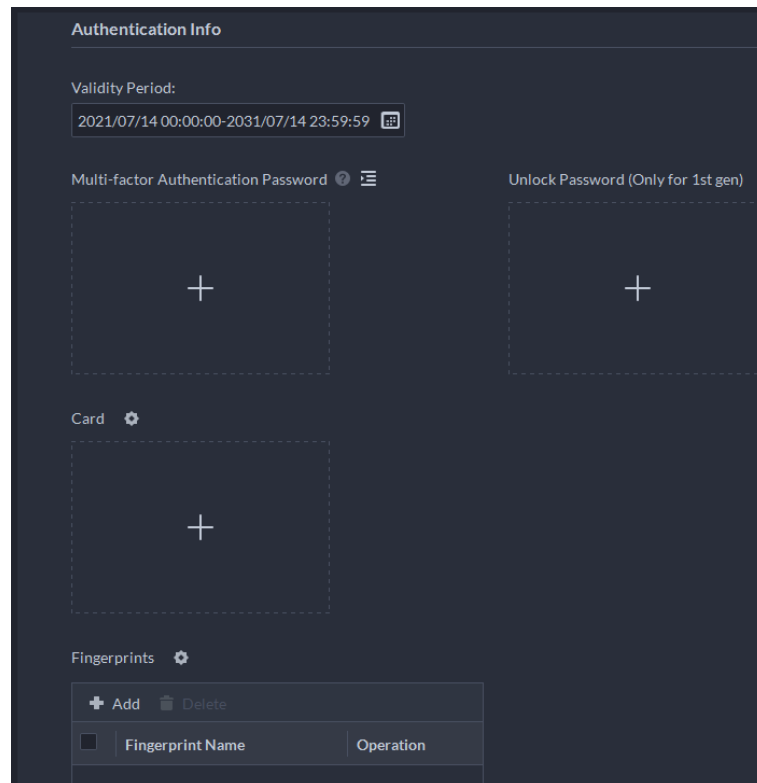 Authentication Info
Validity Period:
2021/07/14 00:00:00-2031/07/14 23:59:59
Multi-factor Authentication Password
Unlock Password (Only for 1st gen)
Card
Fingerprints
Add Delete
Fingerprint Name Operation